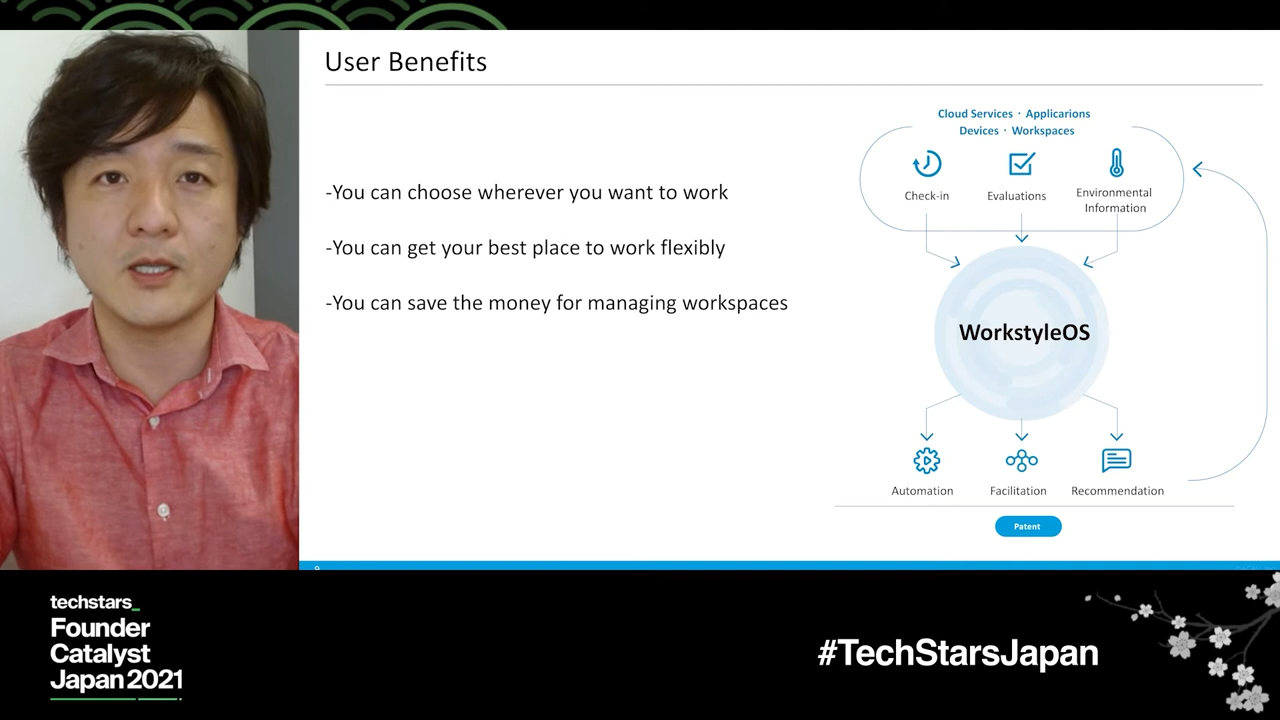 User Benefits
-You can choose wherever you want to work
-You can get your best place to work flexibly
-You can save the money for managing workspaces
Cloud Services · Applicarions
Devices · Workspaces
Check-in
Evaluations
Environmental
Information
WorkstyleOS
Automation
Facilitation
Recommendation
Patent
9
techstars_
Founder
Catalyst
Japan 2021
#TechStarsJapan